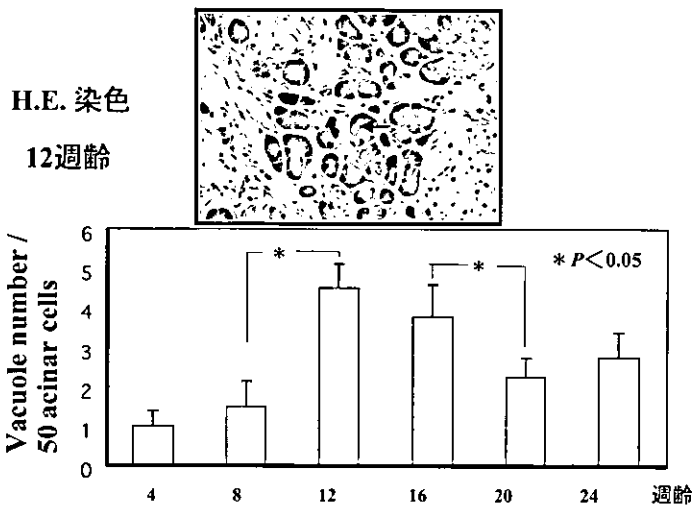 H.E. 染色
12週齢
Vacuole number /
50 acinar cells
6
5
4
3
2
1
0
*
*
* P<0.05
4 8 12 16 20 24 週齢